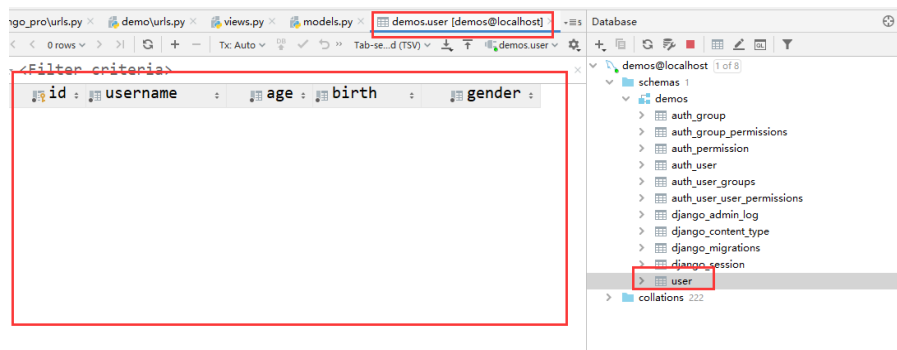 ngo_pro\urls.py demo\urls.py views.py models.py demos.user [demos@localhost] Database
0 rows Tx: Auto DB Tab-se...d (TSV) demos.user
<Filter criteria>
id username age birth gender
demos@localhost 1 of 8
schemas 1
demos
auth_group
auth_group_permissions
auth_permission
auth_user
auth_user_groups
auth_user_user_permissions
django_admin_log
django_content_type
django_migrations
django_session
user
collations 222